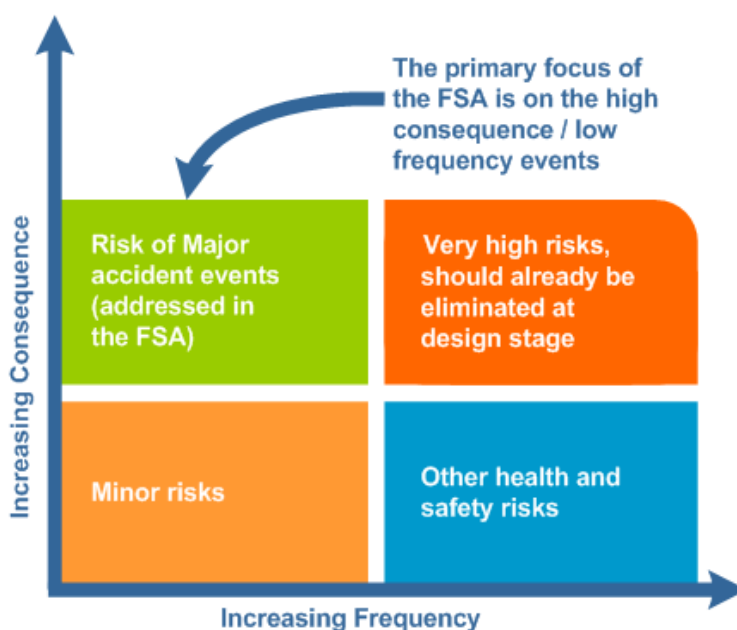 The primary focus of
the FSA is on the high
consequence / low
frequency events
Risk of Major
accident events
(addressed in
the FSA)
Very high risks,
should already be
eliminated at
design stage
Minor risks
Other health and
safety risks
Increasing Consequence
Increasing Frequency